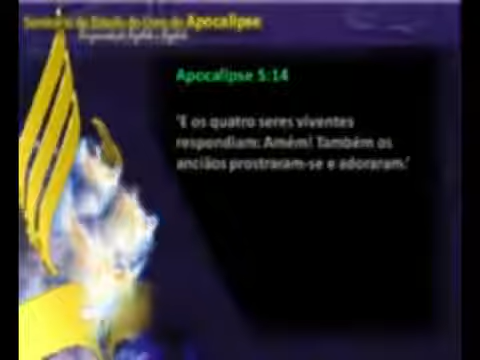 Seminário de Estudo do Livro de Apocalipse
Apocalipse 5:14
'E os quatro seres viventes
respondiam: Amém! Também os
anciãos prostraram-se e adoraram.'